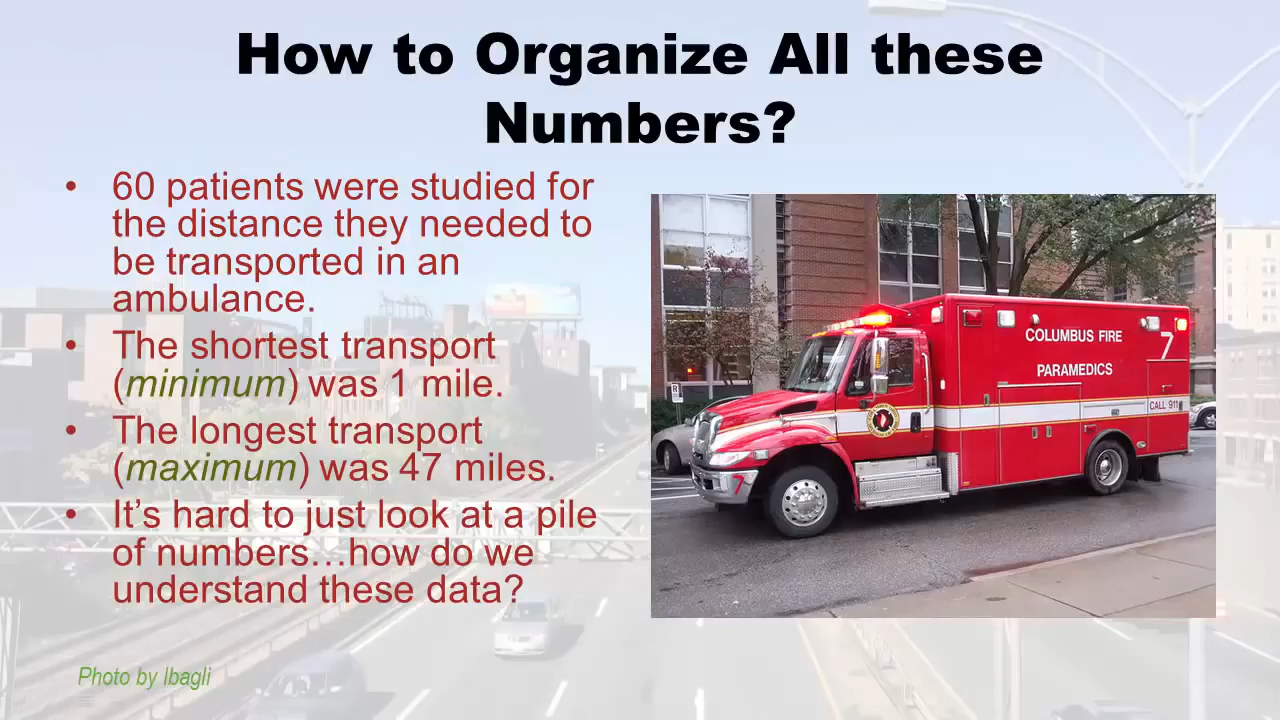 How to Organize All these
Numbers?
• 60 patients were studied for
the distance they needed to
be transported in an
ambulance.
• The shortest transport
(minimum) was 1 mile.
• The longest transport
(maximum) was 47 miles.
• It’s hard to just look at a pile
of numbers…how do we
understand these data?
COLUMBUS FIRE
7
PARAMEDICS
CALL 911
R
7
Photo by Ibagli